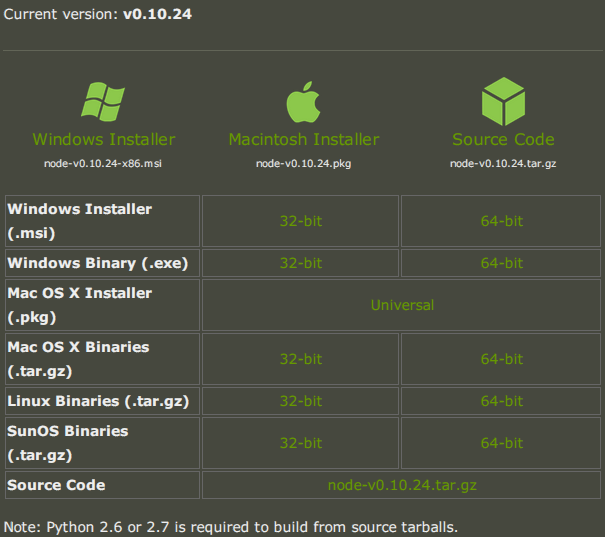 Current version: v0.10.24
Windows Installer
Macintosh Installer
Source Code
node-v0.10.24-x86.msi
node-v0.10.24.pkg
node-v0.10.24.tar.gz
Windows Installer
(.msi)
32-bit
64-bit
Windows Binary (.exe)
32-bit
64-bit
Mac OS X Installer
(.pkg)
Universal
Mac OS X Binaries
(.tar.gz)
32-bit
64-bit
Linux Binaries (.tar.gz)
32-bit
64-bit
SunOS Binaries
(.tar.gz)
32-bit
64-bit
Source Code
node-v0.10.24.tar.gz
Note: Python 2.6 or 2.7 is required to build from source tarballs.